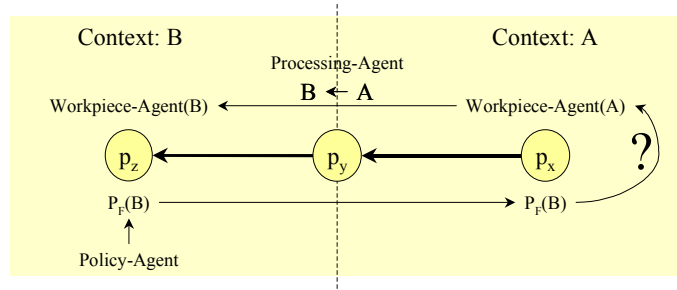 Context: B
Context: A
Processing-Agent
B ← A
Workpiece-Agent(B)
Workpiece-Agent(A)
p_z
p_y
p_x
?
P_F(B)
P_F(B)
Policy-Agent